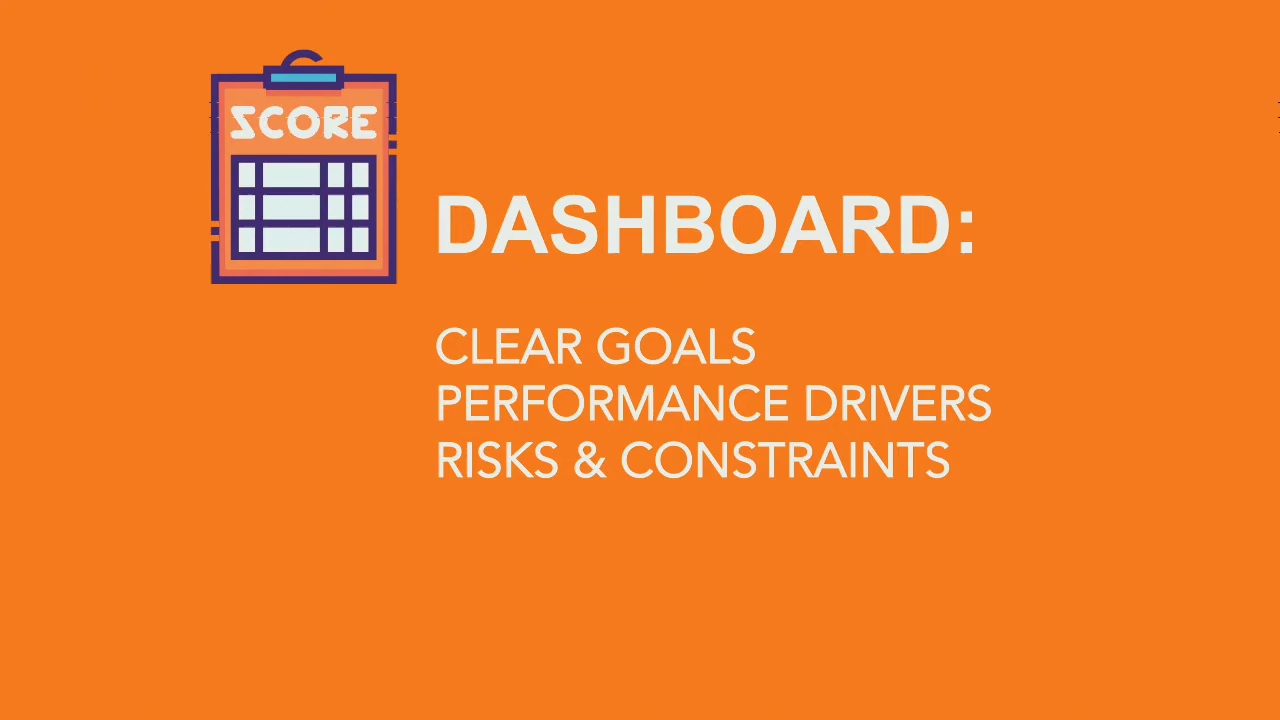 SCORE
DASHBOARD:
CLEAR GOALS
PERFORMANCE DRIVERS
RISKS & CONSTRAINTS